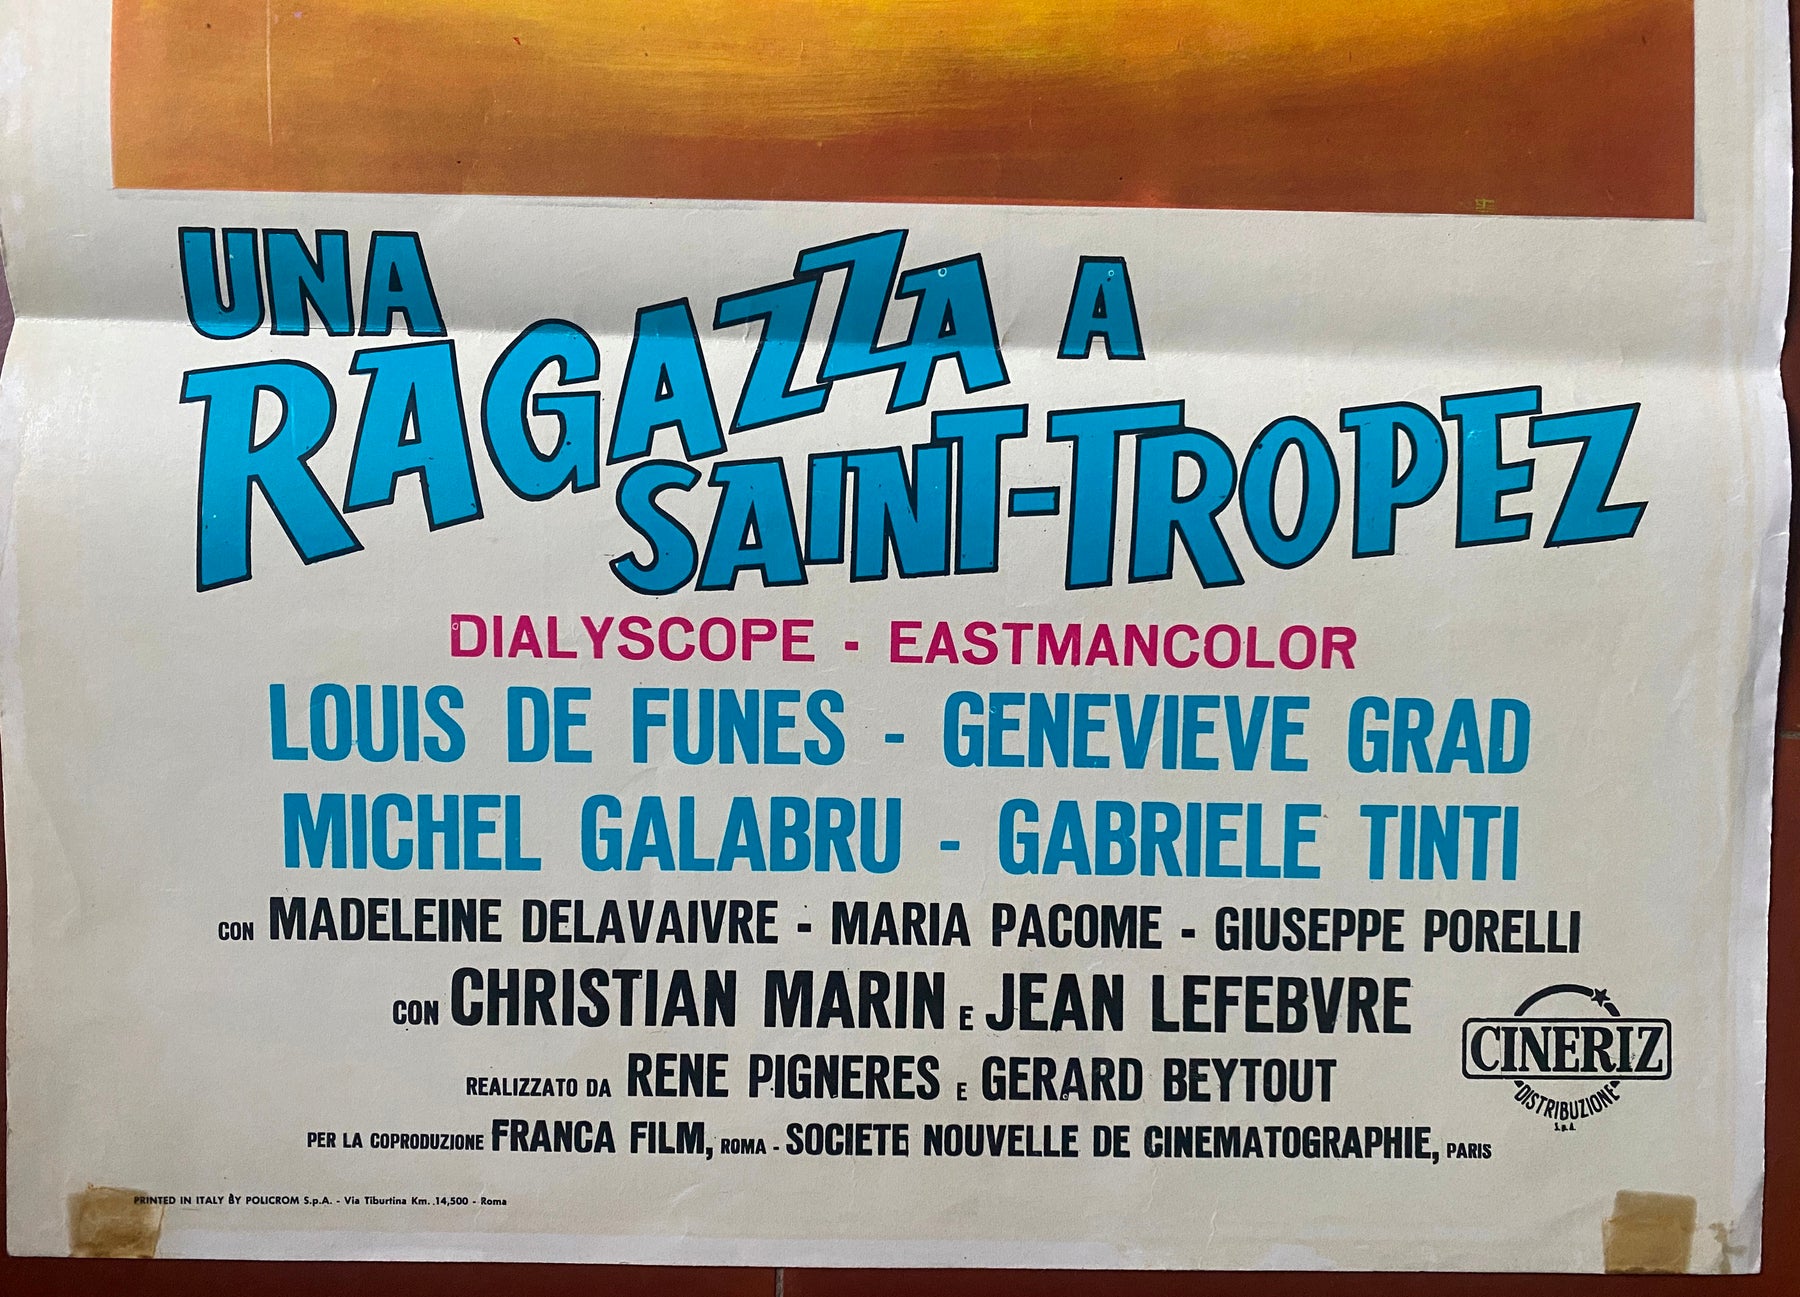 UNA
RAGAZZA A
SAINT-TROPEZ
DIALYSCOPE - EASTMANCOLOR
LOUIS DE FUNES - GENEVIEVE GRAD
MICHEL GALABRU - GABRIELE TINTI
CON MADELEINE DELAVAIVRE - MARIA PACOME - GIUSEPPE PORELLI
CON CHRISTIAN MARIN E JEAN LEFEBVRE
REALIZZATO DA RENE PIGNERES E GERARD BEYTOUT
PER LA COPRODUZIONE FRANCA FILM, ROMA - SOCIETE NOUVELLE DE CINEMATOGRAPHIE, PARIS
CINERIZ
DISTRIBUZIONE
S.p.A.
PRINTED IN ITALY BY POLICROM S.p.A. - Via Tiburtina Km. 14,500 - Roma